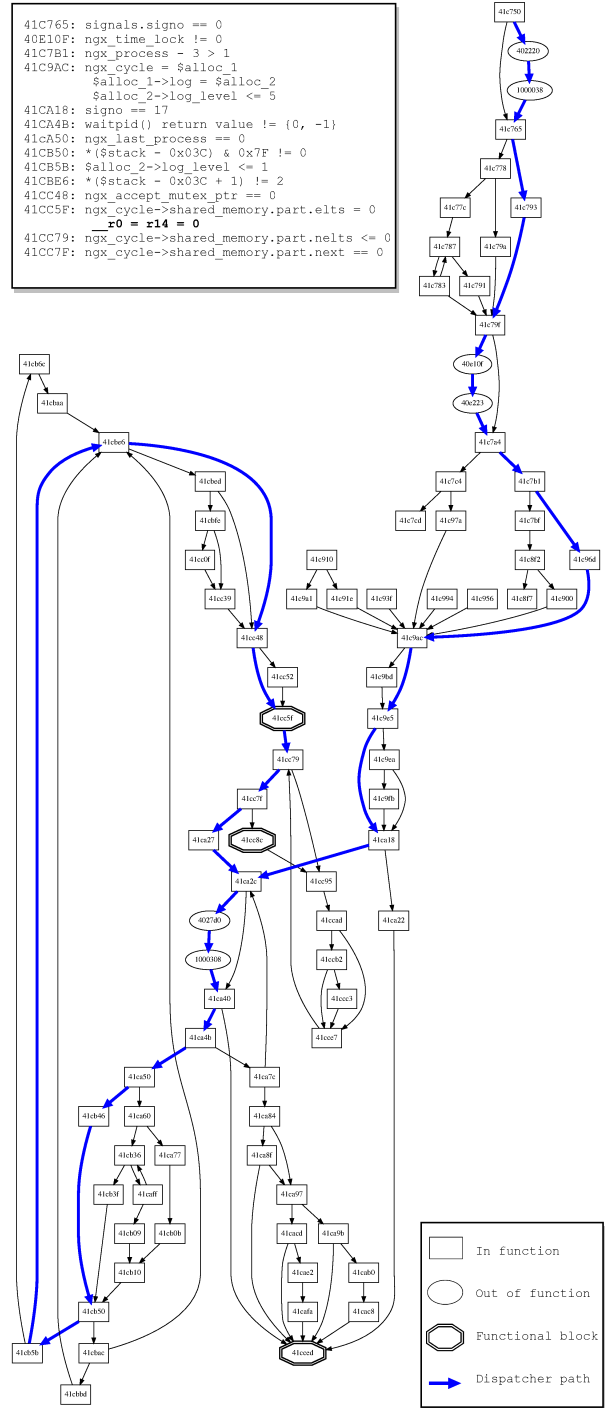 41C765: signals.signo == 0
40E10F: ngx_time_lock != 0
41C7B1: ngx_process - 3 > 1
41C9AC: ngx_cycle = $alloc_1
$alloc_1->log = $alloc_2
$alloc_2->log_level <= 5
41CA18: signo == 17
41CA4B: waitpid() return value != {0, -1}
41cA50: ngx_last_process == 0
41CB50: *($stack - 0x03C) & 0x7F != 0
41CB5B: $alloc_2->log_level <= 1
41CBE6: *($stack - 0x03C + 1) != 2
41CC48: ngx_accept_mutex_ptr == 0
41CC5F: ngx_cycle->shared_memory.part.elts = 0
__r0 = r14 = 0
41CC79: ngx_cycle->shared_memory.part.nelts <= 0
41CC7F: ngx_cycle->shared_memory.part.next == 0
41c750
402220
1000038
41c765
41c778
41c77c
41c793
41c787
41c79a
41c783
41c791
41c79f
40e10f
40e223
41c7a4
41c7c4
41c7b1
41c7cd
41c97a
41c7bf
41c910
41c8f2
41c96d
41c9a1
41c91e
41c93f
41c994
41c956
41c8f7
41c900
41c9ac
41c9bd
41c9e5
41c9ea
41c9fb
41ca18
41ca22
41cb6c
41cbaa
41cbe6
41cbed
41cbfe
41cc0f
41cc39
41cc48
41cc52
41cc5f
41cc79
41cc7f
41ca27
41cc8c
41ca2c
41cc95
4027d0
41ccad
1000308
41ccb2
41ca40
41ccc3
41ca4b
41cce7
41ca50
41ca7c
41cb46
41ca60
41ca84
41cb36
41ca77
41ca8f
41cb3f
41caff
41ca97
41cb09
41cb0b
41cacd
41ca9b
41cb10
41cae2
41cab0
41cb50
41cafa
41cac8
41cb5b
41cbac
41cced
41cbbd
In function
Out of function
Functional block
Dispatcher path